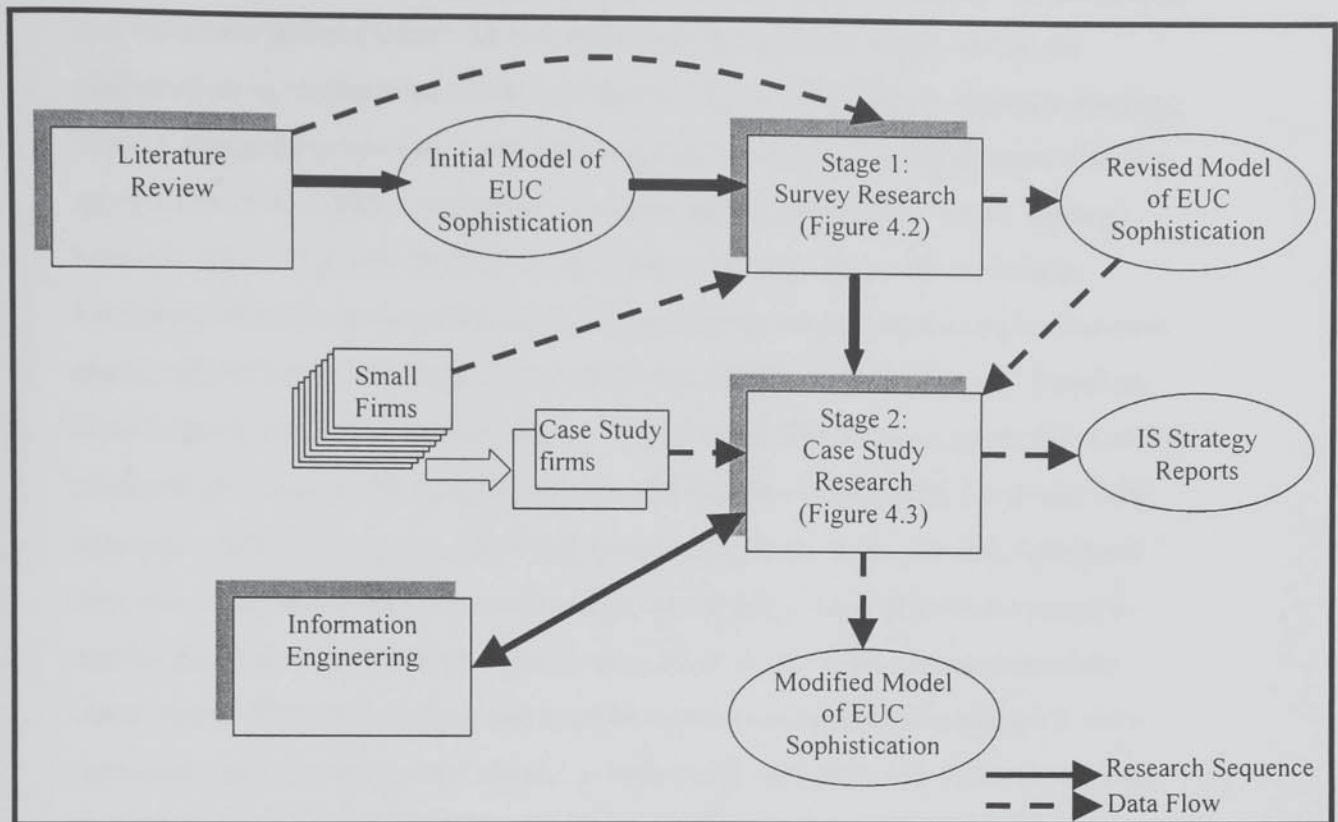 Literature
Review
Initial Model of
EUC
Sophistication
Stage 1:
Survey Research
(Figure 4.2)
Revised Model
of EUC
Sophistication
Small
Firms
Case Study
firms
Stage 2:
Case Study
Research
(Figure 4.3)
IS Strategy
Reports
Information
Engineering
Modified Model
of EUC
Sophistication
Research Sequence
Data Flow